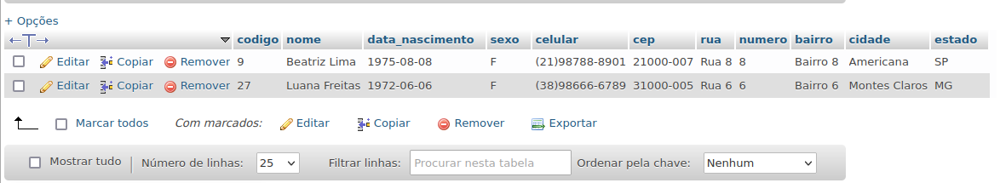 + Opções
←T→ codigo nome data_nascimento sexo celular cep rua numero bairro cidade estado
Editar Copiar Remover 9 Beatriz Lima 1975-08-08 F (21)98788-8901 21000-007 Rua 8 8 Bairro 8 Americana SP
Editar Copiar Remover 27 Luana Freitas 1972-06-06 F (38)98666-6789 31000-005 Rua 6 6 Bairro 6 Montes Claros MG
Marcar todos Com marcados: Editar Copiar Remover Exportar
Mostrar tudo Número de linhas: 25 Filtrar linhas: Procurar nesta tabela Ordenar pela chave: Nenhum